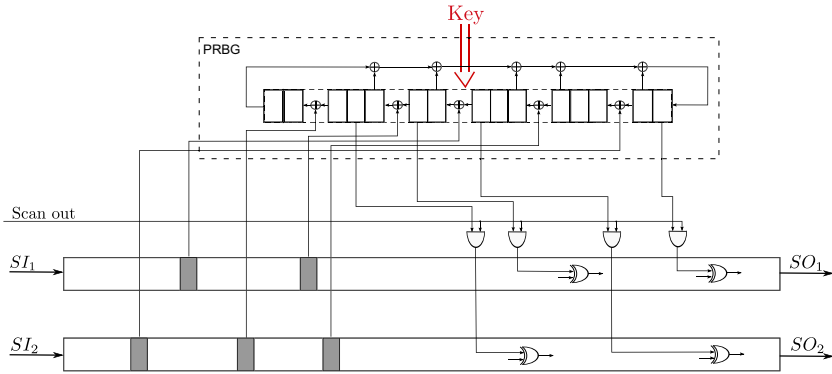 Key
PRBG
Scan out
SI₁
SO₁
SI₂
SO₂